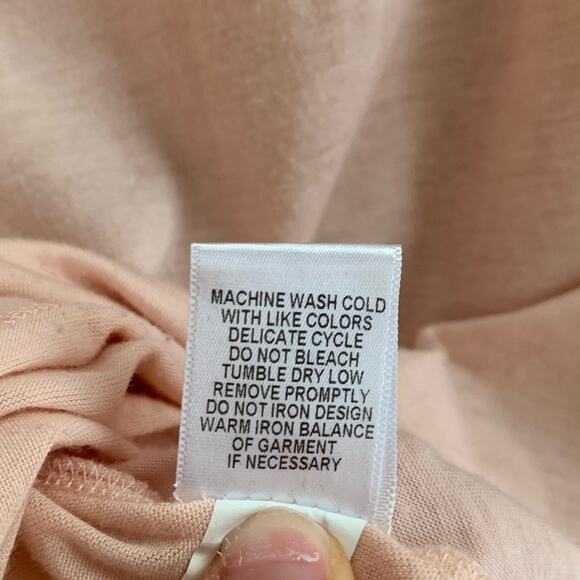 MACHINE WASH COLD
WITH LIKE COLORS
DELICATE CYCLE
DO NOT BLEACH
TUMBLE DRY LOW
REMOVE PROMPTLY
DO NOT IRON DESIGN
WARM IRON BALANCE
OF GARMENT
IF NECESSARY